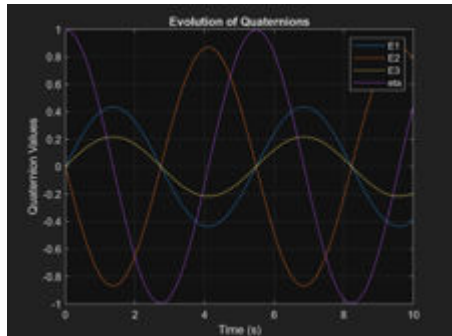 Evolution of Quaternions
1
0.8
0.6
0.4
0.2
0
-0.2
-0.4
-0.6
-0.8
-1
Quaternion Values
E1
E2
E3
eta
0
2
4
6
8
10
Time (s)